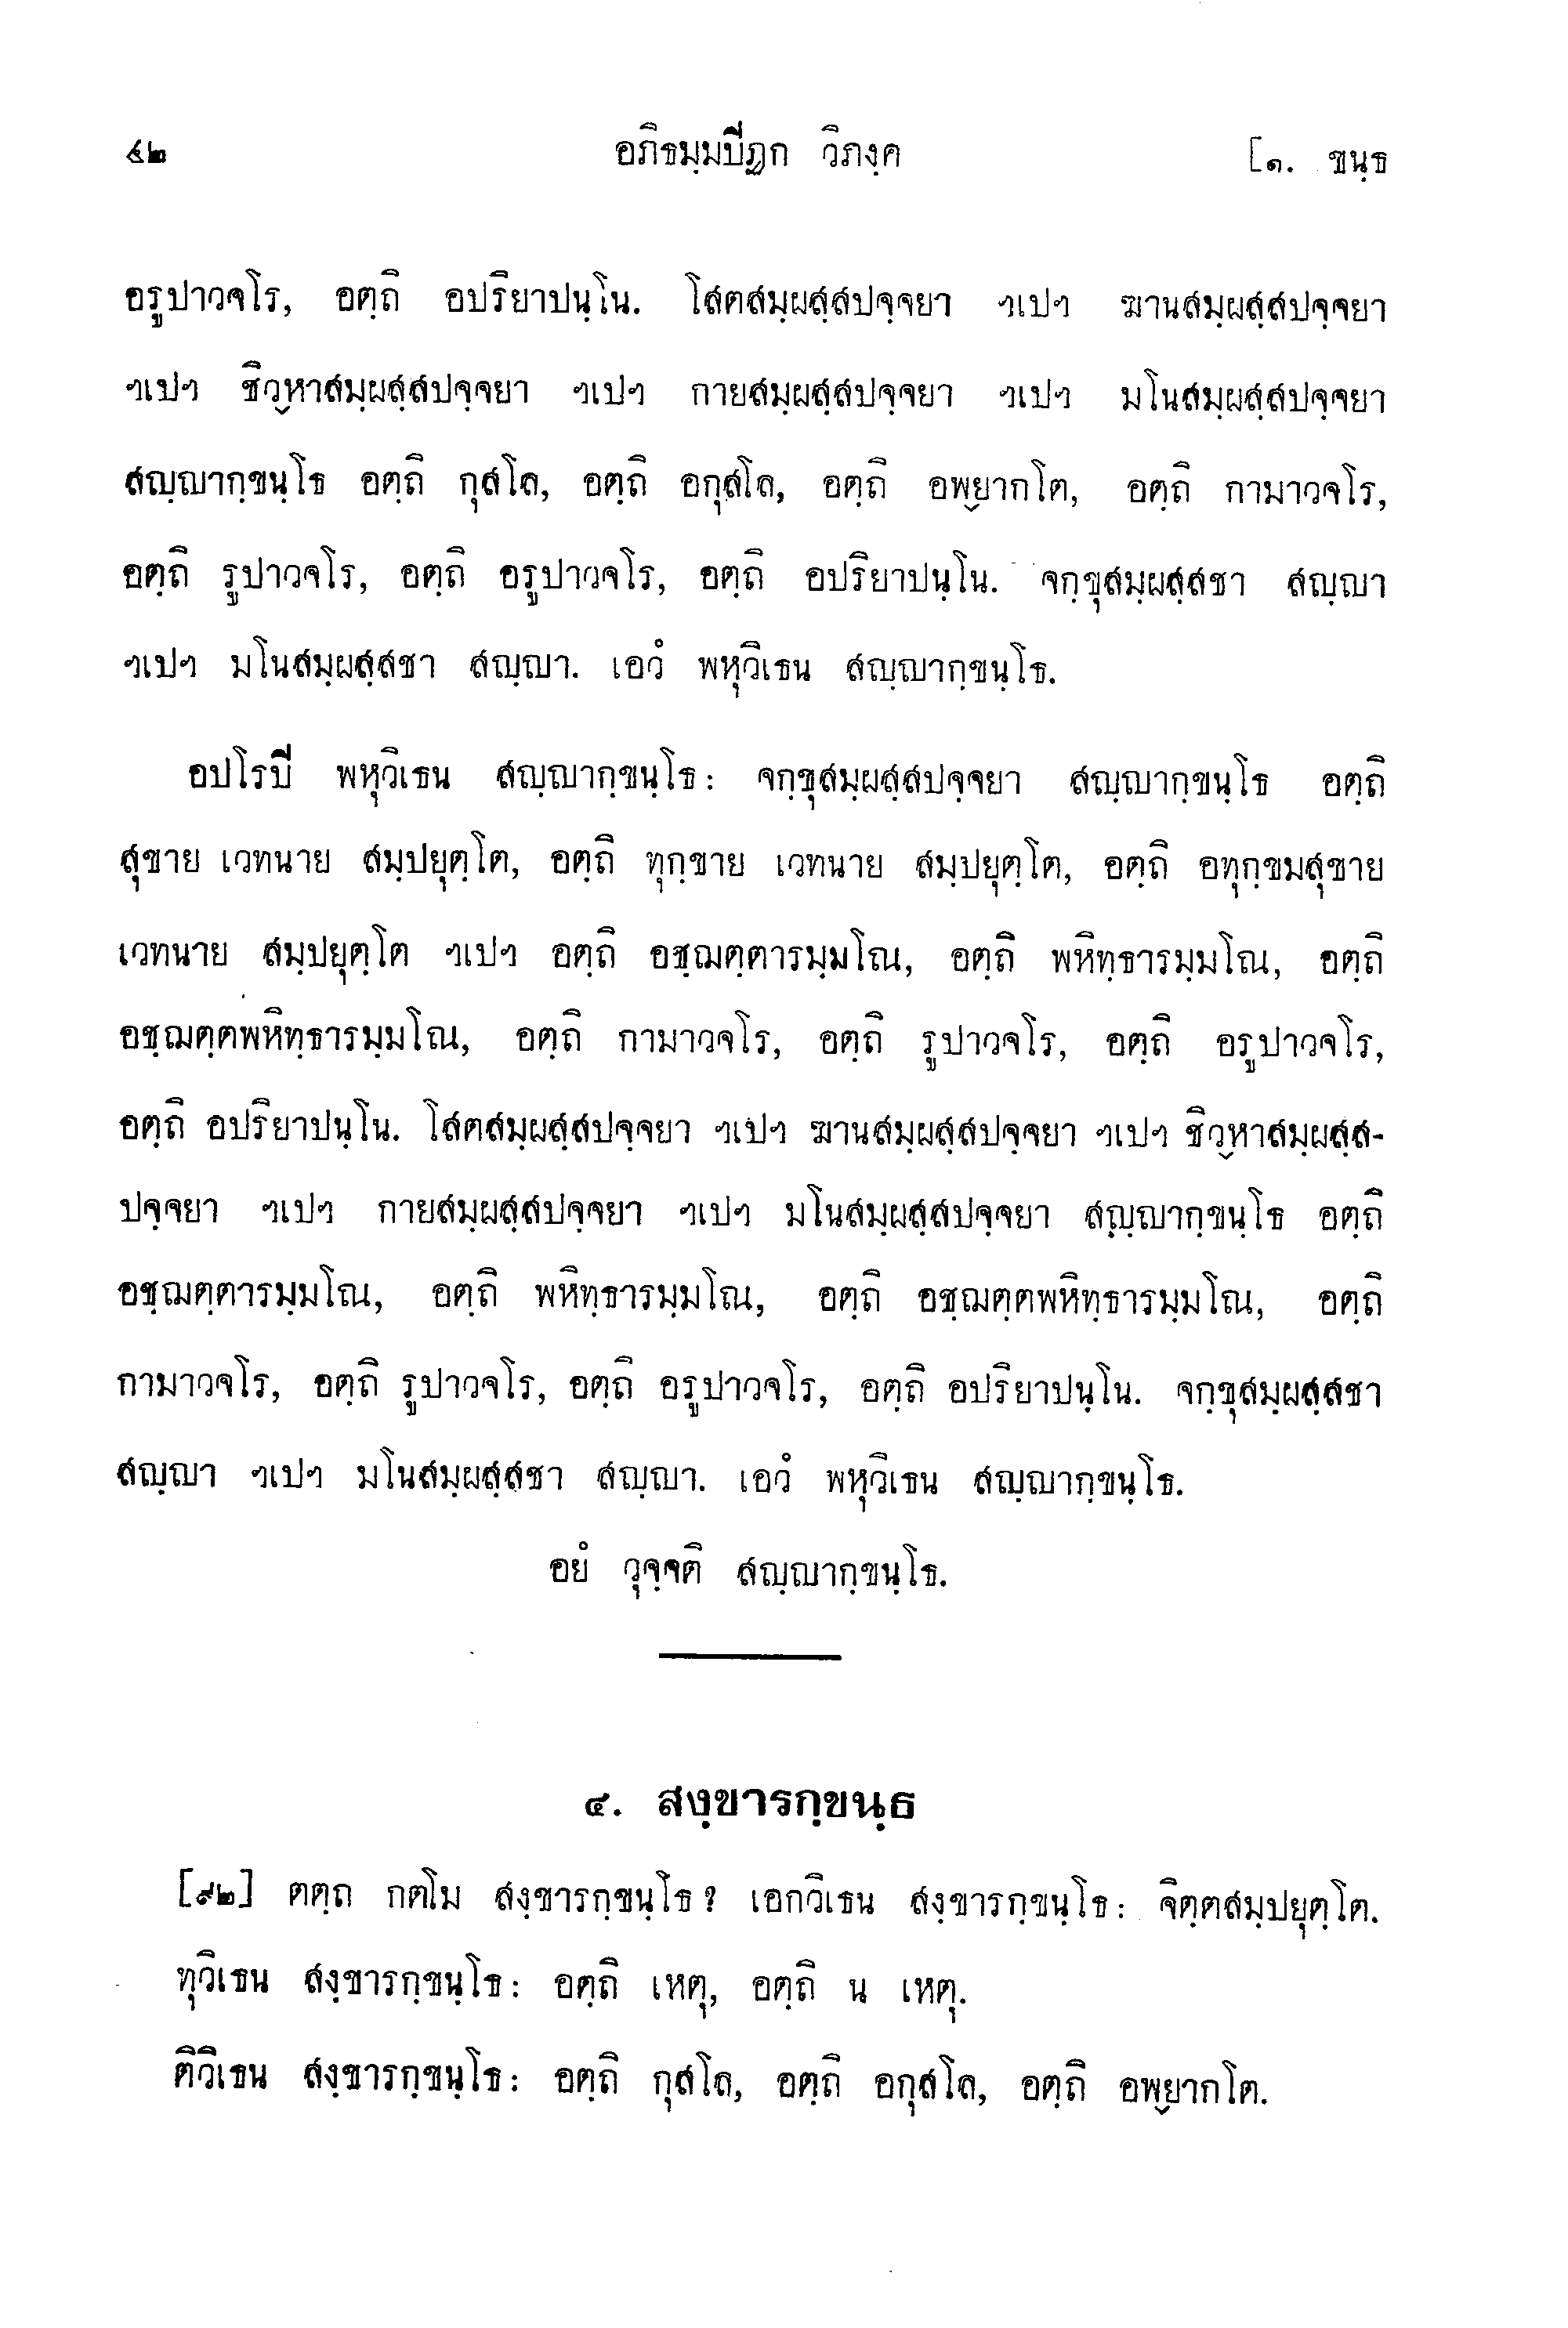 ๕๒ อภิธมฺมปิฏก วิภงฺค [๑. ขนฺธ
อรูปาวจโร, อตฺถิ อปริยาปนฺโน. โสตสมฺผสฺสปจฺจยา ฯเปฯ ฆานสมฺผสฺสปจฺจยา
ฯเปฯ ชิวฺหาสมฺผสฺสปจฺจยา ฯเปฯ กายสมฺผสฺสปจฺจยา ฯเปฯ มโนสมฺผสฺสปจฺจยา
สญฺญากฺขนฺโธ อตฺถิ กุสโล, อตฺถิ อกุสโล, อตฺถิ อพฺยากโต, อตฺถิ กามาวจโร,
อตฺถิ รูปาวจโร, อตฺถิ อรูปาวจโร, อตฺถิ อปริยาปนฺโน. จกฺขุสมฺผสฺสชา สญฺญา
ฯเปฯ มโนสมฺผสฺสชา สญฺญา. เอวํ พหุวิเธน สญฺญากฺขนฺโธ.
อปโรปิ พหุวิเธน สญฺญากฺขนฺโธ: จกฺขุสมฺผสฺสปจฺจยา สญฺญากฺขนฺโธ อตฺถิ
สุขาย เวทนาย สมฺปยุตฺโต, อตฺถิ ทุกฺขาย เวทนาย สมฺปยุตฺโต, อตฺถิ อทุกฺขมสุขาย
เวทนาย สมฺปยุตฺโต ฯเปฯ อตฺถิ อชฺฌตฺตารมฺมโณ, อตฺถิ พหิทฺธารมฺมโณ, อตฺถิ
อชฺฌตฺตพหิทฺธารมฺมโณ, อตฺถิ กามาวจโร, อตฺถิ รูปาวจโร, อตฺถิ อรูปาวจโร,
อตฺถิ อปริยาปนฺโน. โสตสมฺผสฺสปจฺจยา ฯเปฯ ฆานสมฺผสฺสปจฺจยา ฯเปฯ ชิวฺหาสมฺผสฺส-
ปจฺจยา ฯเปฯ กายสมฺผสฺสปจฺจยา ฯเปฯ มโนสมฺผสฺสปจฺจยา สญฺญากฺขนฺโธ อตฺถิ
อชฺฌตฺตารมฺมโณ, อตฺถิ พหิทฺธารมฺมโณ, อตฺถิ อชฺฌตฺตพหิทฺธารมฺมโณ, อตฺถิ
กามาวจโร, อตฺถิ รูปาวจโร, อตฺถิ อรูปาวจโร, อตฺถิ อปริยาปนฺโน. จกฺขุสมฺผสฺสชา
สญฺญา ฯเปฯ มโนสมฺผสฺสชา สญฺญา. เอวํ พหุวิเธน สญฺญากฺขนฺโธ.
อยํ วุจฺจติ สญฺญากฺขนฺโธ.
๔. สงฺขารกฺขนฺธ
[๙๒] ตตฺถ กตโม สงฺขารกฺขนฺโธ? เอกวิเธน สงฺขารกฺขนฺโธ: จิตฺตสมฺปยุตฺโต.
ทุวิเธน สงฺขารกฺขนฺโธ: อตฺถิ เหตุ, อตฺถิ น เหตุ.
ติวิเธน สงฺขารกฺขนฺโธ: อตฺถิ กุสโล, อตฺถิ อกุสโล, อตฺถิ อพฺยากโต.